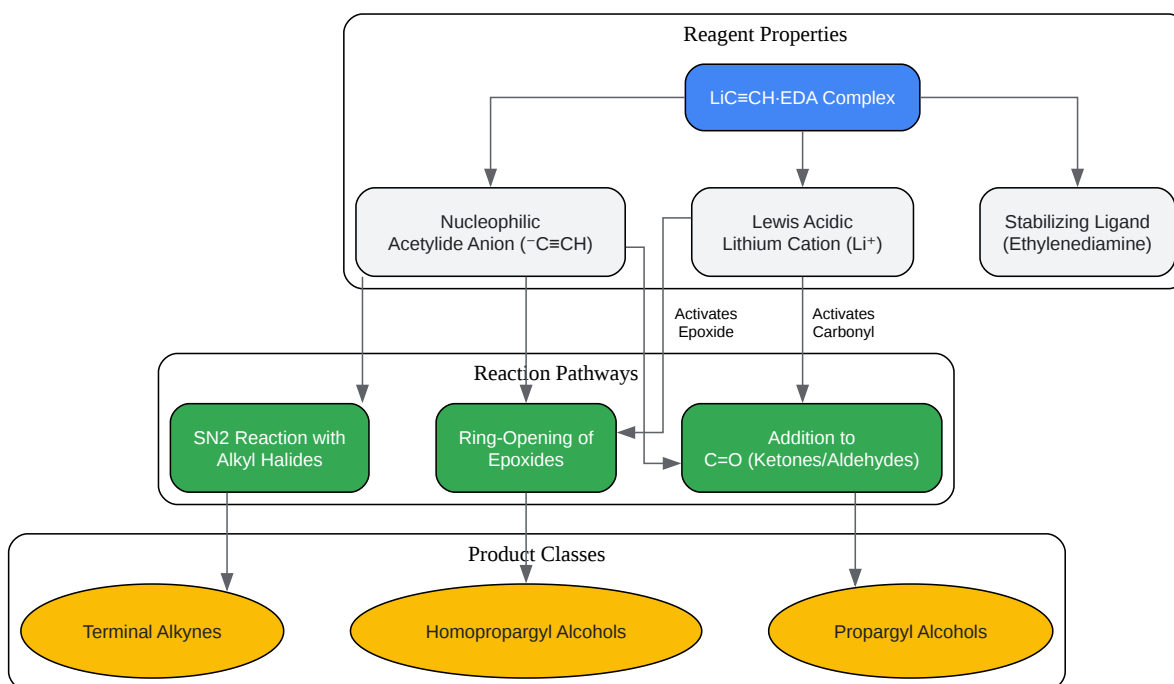 Reagent Properties
LiC≡CH·EDA Complex
Nucleophilic
Acetylide Anion (⁻C≡CH)
Lewis Acidic
Lithium Cation (Li⁺)
Stabilizing Ligand
(Ethylenediamine)
Activates
Epoxide
Activates
Carbonyl
Reaction Pathways
SN2 Reaction with
Alkyl Halides
Ring-Opening of
Epoxides
Addition to
C=O (Ketones/Aldehydes)
Product Classes
Terminal Alkynes
Homopropargyl Alcohols
Propargyl Alcohols